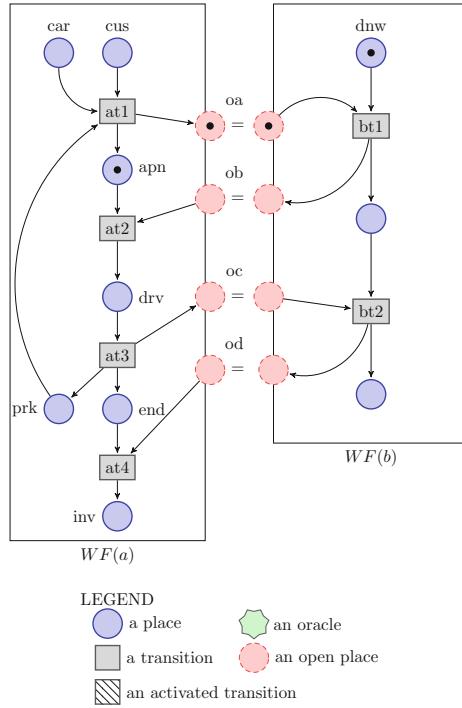 car cus dnw
oa
at1 = bt1
apn
ob
at2 =
oc
drv =
bt2
at3 od
=
prk end
at4 WF(b)
inv
WF(a)
LEGEND
a place an oracle
a transition an open place
an activated transition